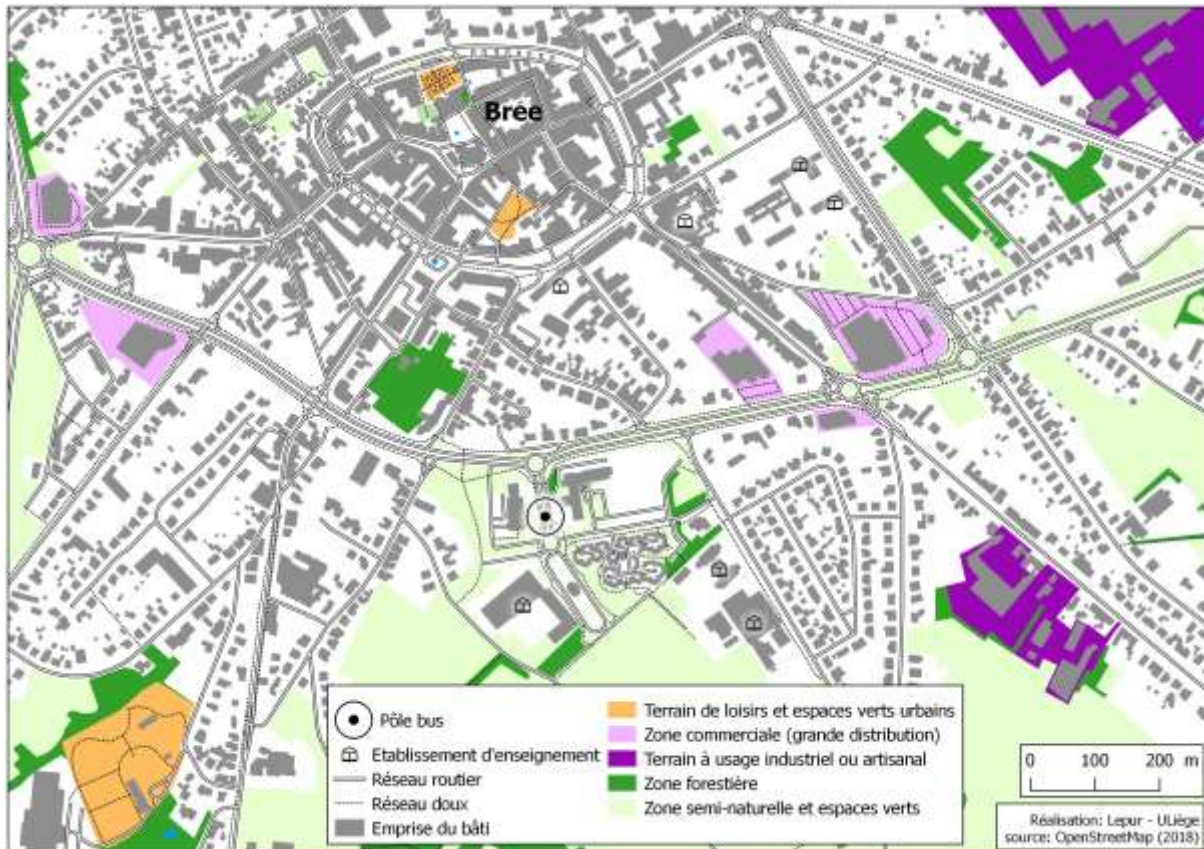 Brée
Pôle bus
Etablissement d'enseignement
Réseau routier
Réseau doux
Emprise du bâti
Terrain de loisirs et espaces verts urbains
Zone commerciale (grande distribution)
Terrain à usage industriel ou artisanal
Zone forestière
Zone semi-naturelle et espaces verts
0 100 200 m
Réalisation: Lepur - ULiège
source: OpenStreetMap (2018)